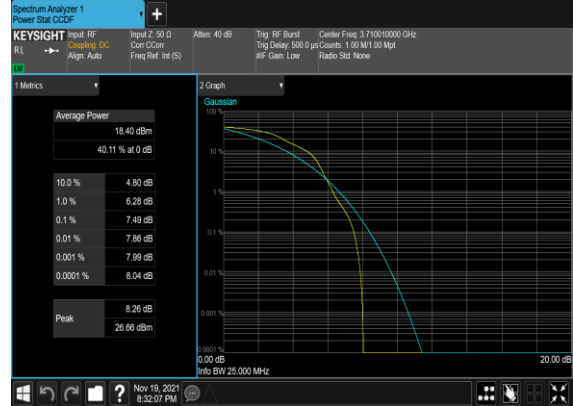 Spectrum Analyzer 1
Power Stat CCDF
KEYSIGHT
Input: RF
Input Z: 50 Ω
Atten: 40 dB
Trig: RF Burst
Center Freq: 3.710010000 GHz
RL
Coupling: DC
Corr CCorr
Trig Delay: 500.0 µs
Counts: 1.00 M/1.00 Mpt
Align: Auto
Freq Ref: Int (S)
#IF Gain: Low
Radio Std: None
1 Metrics
2 Graph
Average Power
18.40 dBm
40.11 % at 0 dB
10.0 % 4.80 dB
1.0 % 6.28 dB
0.1 % 7.49 dB
0.01 % 7.86 dB
0.001 % 7.99 dB
0.0001 % 8.04 dB
Peak
8.26 dB
26.66 dBm
Gaussian
100 %
10 %
1 %
0.1 %
0.01 %
0.001 %
0.0001 %
0.00 dB
20.00 dB
Info BW 25.000 MHz
?
Nov 19, 2021
8:32:07 PM